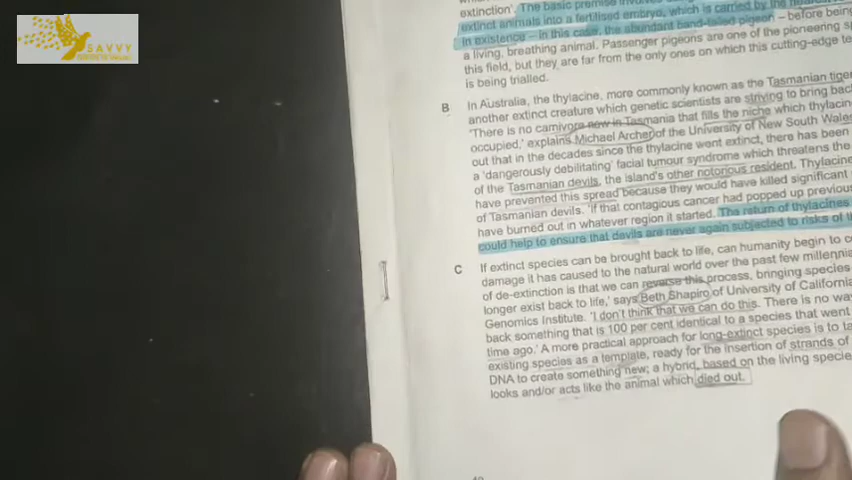 SAVVY
extinction'. The basic premise involves
extinct animals into a fertilised embryo, which is carried by the nearest
in existence – in this case, the abundant band-tailed pigeon – before being
a living, breathing animal. Passenger pigeons are one of the pioneering
this field, but they are far from the only ones on which this cutting-edge
is being trialled.
B In Australia, the thylacine, more commonly known as the Tasmanian tiger
another extinct creature which genetic scientists are striving to bring back
'There is no carnivore now in Tasmania that fills the niche which
occupied,' explains Michael Archer of the University of New South Wales
out that in the decades since the thylacine went extinct, there has been
a 'dangerously debilitating' facial tumour syndrome which threatens the
of the Tasmanian devils, the island's other notorious resident.
have prevented this spread because they would have killed significant
of Tasmanian devils. 'If that contagious cancer had popped up
have burned out in whatever region it started. The return of thylacines
could help to ensure that devils are never again subjected to risks of
C If extinct species can be brought back to life, can humanity begin to
damage it has caused to the natural world over the past few
of de-extinction is that we can reverse this process, bringing species
longer exist back to life,' says Beth Shapiro of University of California
Genomics Institute. 'I don't think that we can do this. There is no
back something that is 100 per cent identical to a species that went
time ago.' A more practical approach for long-extinct species is to
existing species as a template, ready for the insertion of strands of
DNA to create something new; a hybrid, based on the living
looks and/or acts like the animal which died out.